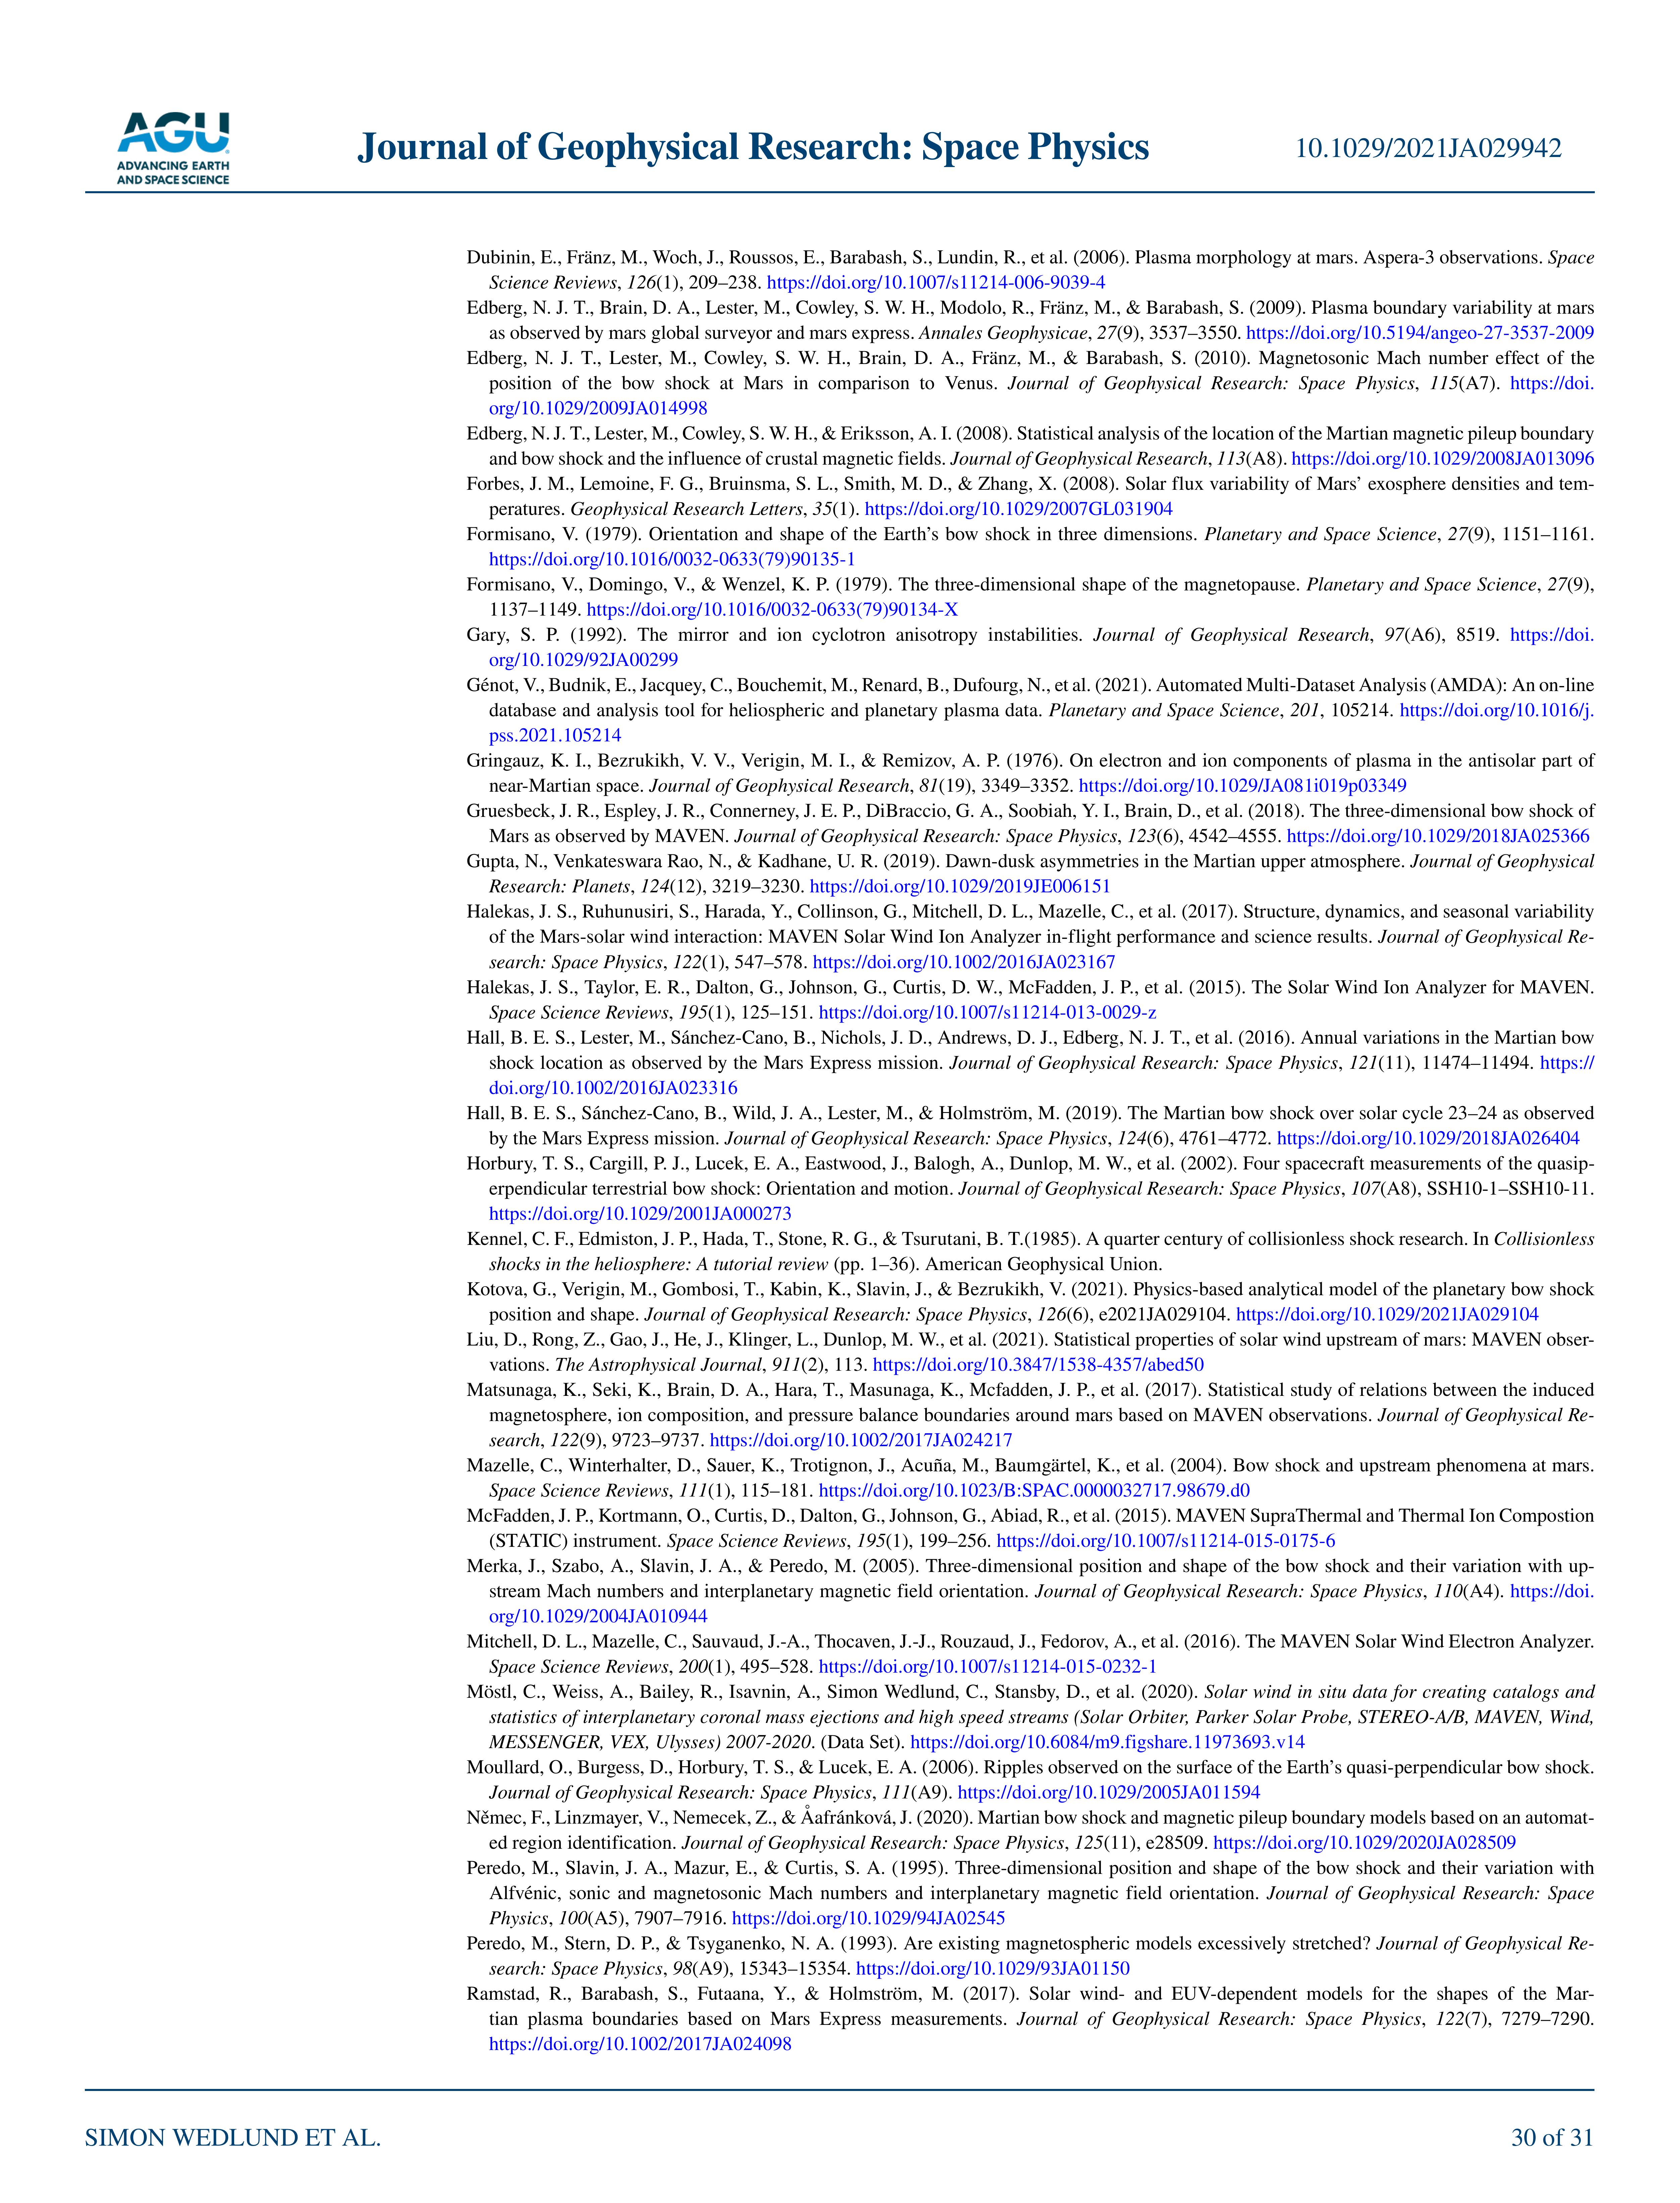 AGU
ADVANCING EARTH
AND SPACE SCIENCE
Journal of Geophysical Research: Space Physics
10.1029/2021JA029942
Dubinin, E., Fränz, M., Woch, J., Roussos, E., Barabash, S., Lundin, R., et al. (2006). Plasma morphology at mars. Aspera-3 observations. Space
Science Reviews, 126(1), 209–238. https://doi.org/10.1007/s11214-006-9039-4
Edberg, N. J. T., Brain, D. A., Lester, M., Cowley, S. W. H., Modolo, R., Fränz, M., & Barabash, S. (2009). Plasma boundary variability at mars
as observed by mars global surveyor and mars express. Annales Geophysicae, 27(9), 3537–3550. https://doi.org/10.5194/angeo-27-3537-2009
Edberg, N. J. T., Lester, M., Cowley, S. W. H., Brain, D. A., Fränz, M., & Barabash, S. (2010). Magnetosonic Mach number effect of the
position of the bow shock at Mars in comparison to Venus. Journal of Geophysical Research: Space Physics, 115(A7). https://doi.
org/10.1029/2009JA014998
Edberg, N. J. T., Lester, M., Cowley, S. W. H., & Eriksson, A. I. (2008). Statistical analysis of the location of the Martian magnetic pileup boundary
and bow shock and the influence of crustal magnetic fields. Journal of Geophysical Research, 113(A8). https://doi.org/10.1029/2008JA013096
Forbes, J. M., Lemoine, F. G., Bruinsma, S. L., Smith, M. D., & Zhang, X. (2008). Solar flux variability of Mars’ exosphere densities and tem-
peratures. Geophysical Research Letters, 35(1). https://doi.org/10.1029/2007GL031904
Formisano, V. (1979). Orientation and shape of the Earth’s bow shock in three dimensions. Planetary and Space Science, 27(9), 1151–1161.
https://doi.org/10.1016/0032-0633(79)90135-1
Formisano, V., Domingo, V., & Wenzel, K. P. (1979). The three-dimensional shape of the magnetopause. Planetary and Space Science, 27(9),
1137–1149. https://doi.org/10.1016/0032-0633(79)90134-X
Gary, S. P. (1992). The mirror and ion cyclotron anisotropy instabilities. Journal of Geophysical Research, 97(A6), 8519. https://doi.
org/10.1029/92JA00299
Génot, V., Budnik, E., Jacquey, C., Bouchemit, M., Renard, B., Dufourg, N., et al. (2021). Automated Multi-Dataset Analysis (AMDA): An on-line
database and analysis tool for heliospheric and planetary plasma data. Planetary and Space Science, 201, 105214. https://doi.org/10.1016/j.
pss.2021.105214
Gringauz, K. I., Bezrukikh, V. V., Verigin, M. I., & Remizov, A. P. (1976). On electron and ion components of plasma in the antisolar part of
near-Martian space. Journal of Geophysical Research, 81(19), 3349–3352. https://doi.org/10.1029/JA081i019p03349
Gruesbeck, J. R., Espley, J. R., Connerney, J. E. P., DiBraccio, G. A., Soobiah, Y. I., Brain, D., et al. (2018). The three-dimensional bow shock of
Mars as observed by MAVEN. Journal of Geophysical Research: Space Physics, 123(6), 4542–4555. https://doi.org/10.1029/2018JA025366
Gupta, N., Venkateswara Rao, N., & Kadhane, U. R. (2019). Dawn-dusk asymmetries in the Martian upper atmosphere. Journal of Geophysical
Research: Planets, 124(12), 3219–3230. https://doi.org/10.1029/2019JE006151
Halekas, J. S., Ruhunusiri, S., Harada, Y., Collinson, G., Mitchell, D. L., Mazelle, C., et al. (2017). Structure, dynamics, and seasonal variability
of the Mars-solar wind interaction: MAVEN Solar Wind Ion Analyzer in-flight performance and science results. Journal of Geophysical Re-
search: Space Physics, 122(1), 547–578. https://doi.org/10.1002/2016JA023167
Halekas, J. S., Taylor, E. R., Dalton, G., Johnson, G., Curtis, D. W., McFadden, J. P., et al. (2015). The Solar Wind Ion Analyzer for MAVEN.
Space Science Reviews, 195(1), 125–151. https://doi.org/10.1007/s11214-013-0029-z
Hall, B. E. S., Lester, M., Sánchez-Cano, B., Nichols, J. D., Andrews, D. J., Edberg, N. J. T., et al. (2016). Annual variations in the Martian bow
shock location as observed by the Mars Express mission. Journal of Geophysical Research: Space Physics, 121(11), 11474–11494. https://
doi.org/10.1002/2016JA023316
Hall, B. E. S., Sánchez-Cano, B., Wild, J. A., Lester, M., & Holmström, M. (2019). The Martian bow shock over solar cycle 23–24 as observed
by the Mars Express mission. Journal of Geophysical Research: Space Physics, 124(6), 4761–4772. https://doi.org/10.1029/2018JA026404
Horbury, T. S., Cargill, P. J., Lucek, E. A., Eastwood, J., Balogh, A., Dunlop, M. W., et al. (2002). Four spacecraft measurements of the quasip-
erpendicular terrestrial bow shock: Orientation and motion. Journal of Geophysical Research: Space Physics, 107(A8), SSH10-1–SSH10-11.
https://doi.org/10.1029/2001JA000273
Kennel, C. F., Edmiston, J. P., Hada, T., Stone, R. G., & Tsurutani, B. T.(1985). A quarter century of collisionless shock research. In Collisionless
shocks in the heliosphere: A tutorial review (pp. 1–36). American Geophysical Union.
Kotova, G., Verigin, M., Gombosi, T., Kabin, K., Slavin, J., & Bezrukikh, V. (2021). Physics-based analytical model of the planetary bow shock
position and shape. Journal of Geophysical Research: Space Physics, 126(6), e2021JA029104. https://doi.org/10.1029/2021JA029104
Liu, D., Rong, Z., Gao, J., He, J., Klinger, L., Dunlop, M. W., et al. (2021). Statistical properties of solar wind upstream of mars: MAVEN obser-
vations. The Astrophysical Journal, 911(2), 113. https://doi.org/10.3847/1538-4357/abed50
Matsunaga, K., Seki, K., Brain, D. A., Hara, T., Masunaga, K., Mcfadden, J. P., et al. (2017). Statistical study of relations between the induced
magnetosphere, ion composition, and pressure balance boundaries around mars based on MAVEN observations. Journal of Geophysical Re-
search, 122(9), 9723–9737. https://doi.org/10.1002/2017JA024217
Mazelle, C., Winterhalter, D., Sauer, K., Trotignon, J., Acuña, M., Baumgärtel, K., et al. (2004). Bow shock and upstream phenomena at mars.
Space Science Reviews, 111(1), 115–181. https://doi.org/10.1023/B:SPAC.0000032717.98679.d0
McFadden, J. P., Kortmann, O., Curtis, D., Dalton, G., Johnson, G., Abiad, R., et al. (2015). MAVEN SupraThermal and Thermal Ion Compostion
(STATIC) instrument. Space Science Reviews, 195(1), 199–256. https://doi.org/10.1007/s11214-015-0175-6
Merka, J., Szabo, A., Slavin, J. A., & Peredo, M. (2005). Three-dimensional position and shape of the bow shock and their variation with up-
stream Mach numbers and interplanetary magnetic field orientation. Journal of Geophysical Research: Space Physics, 110(A4). https://doi.
org/10.1029/2004JA010944
Mitchell, D. L., Mazelle, C., Sauvaud, J.-A., Thocaven, J.-J., Rouzaud, J., Fedorov, A., et al. (2016). The MAVEN Solar Wind Electron Analyzer.
Space Science Reviews, 200(1), 495–528. https://doi.org/10.1007/s11214-015-0232-1
Möstl, C., Weiss, A., Bailey, R., Isavnin, A., Simon Wedlund, C., Stansby, D., et al. (2020). Solar wind in situ data for creating catalogs and
statistics of interplanetary coronal mass ejections and high speed streams (Solar Orbiter, Parker Solar Probe, STEREO-A/B, MAVEN, Wind,
MESSENGER, VEX, Ulysses) 2007-2020. (Data Set). https://doi.org/10.6084/m9.figshare.11973693.v14
Moullard, O., Burgess, D., Horbury, T. S., & Lucek, E. A. (2006). Ripples observed on the surface of the Earth’s quasi-perpendicular bow shock.
Journal of Geophysical Research: Space Physics, 111(A9). https://doi.org/10.1029/2005JA011594
Němec, F., Linzmayer, V., Nemecek, Z., & Åafránková, J. (2020). Martian bow shock and magnetic pileup boundary models based on an automat-
ed region identification. Journal of Geophysical Research: Space Physics, 125(11), e28509. https://doi.org/10.1029/2020JA028509
Peredo, M., Slavin, J. A., Mazur, E., & Curtis, S. A. (1995). Three-dimensional position and shape of the bow shock and their variation with
Alfvénic, sonic and magnetosonic Mach numbers and interplanetary magnetic field orientation. Journal of Geophysical Research: Space
Physics, 100(A5), 7907–7916. https://doi.org/10.1029/94JA02545
Peredo, M., Stern, D. P., & Tsyganenko, N. A. (1993). Are existing magnetospheric models excessively stretched? Journal of Geophysical Re-
search: Space Physics, 98(A9), 15343–15354. https://doi.org/10.1029/93JA01150
Ramstad, R., Barabash, S., Futaana, Y., & Holmström, M. (2017). Solar wind- and EUV-dependent models for the shapes of the Mar-
tian plasma boundaries based on Mars Express measurements. Journal of Geophysical Research: Space Physics, 122(7), 7279–7290.
https://doi.org/10.1002/2017JA024098
SIMON WEDLUND ET AL.
30 of 31